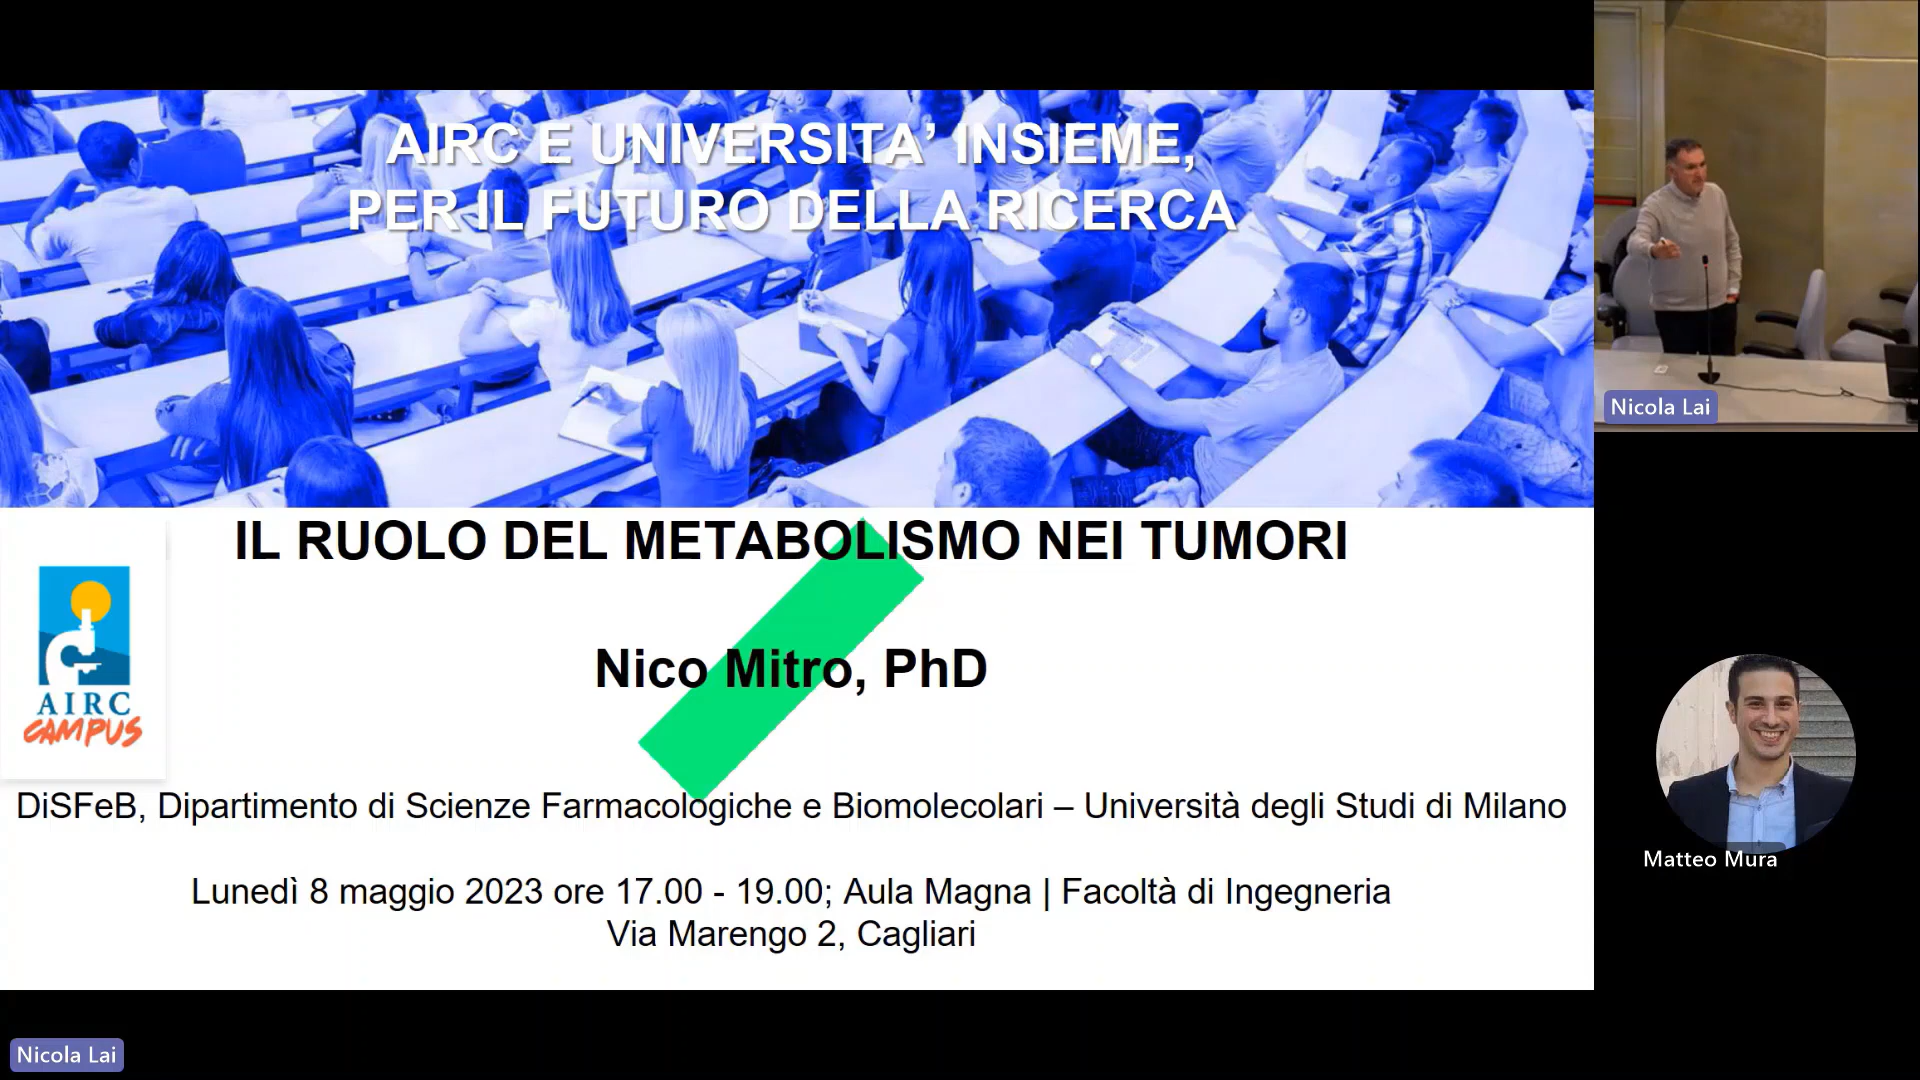 AIRC E UNIVERSITA’ INSIEME,
PER IL FUTURO DELLA RICERCA
IL RUOLO DEL METABOLISMO NEI TUMORI
AIRC
CAMPUS
Nico Mitro, PhD
DiSFeB, Dipartimento di Scienze Farmacologiche e Biomolecolari – Università degli Studi di Milano
Lunedì 8 maggio 2023 ore 17.00 - 19.00; Aula Magna | Facoltà di Ingegneria
Via Marengo 2, Cagliari
Nicola Lai
Nicola Lai
Matteo Mura